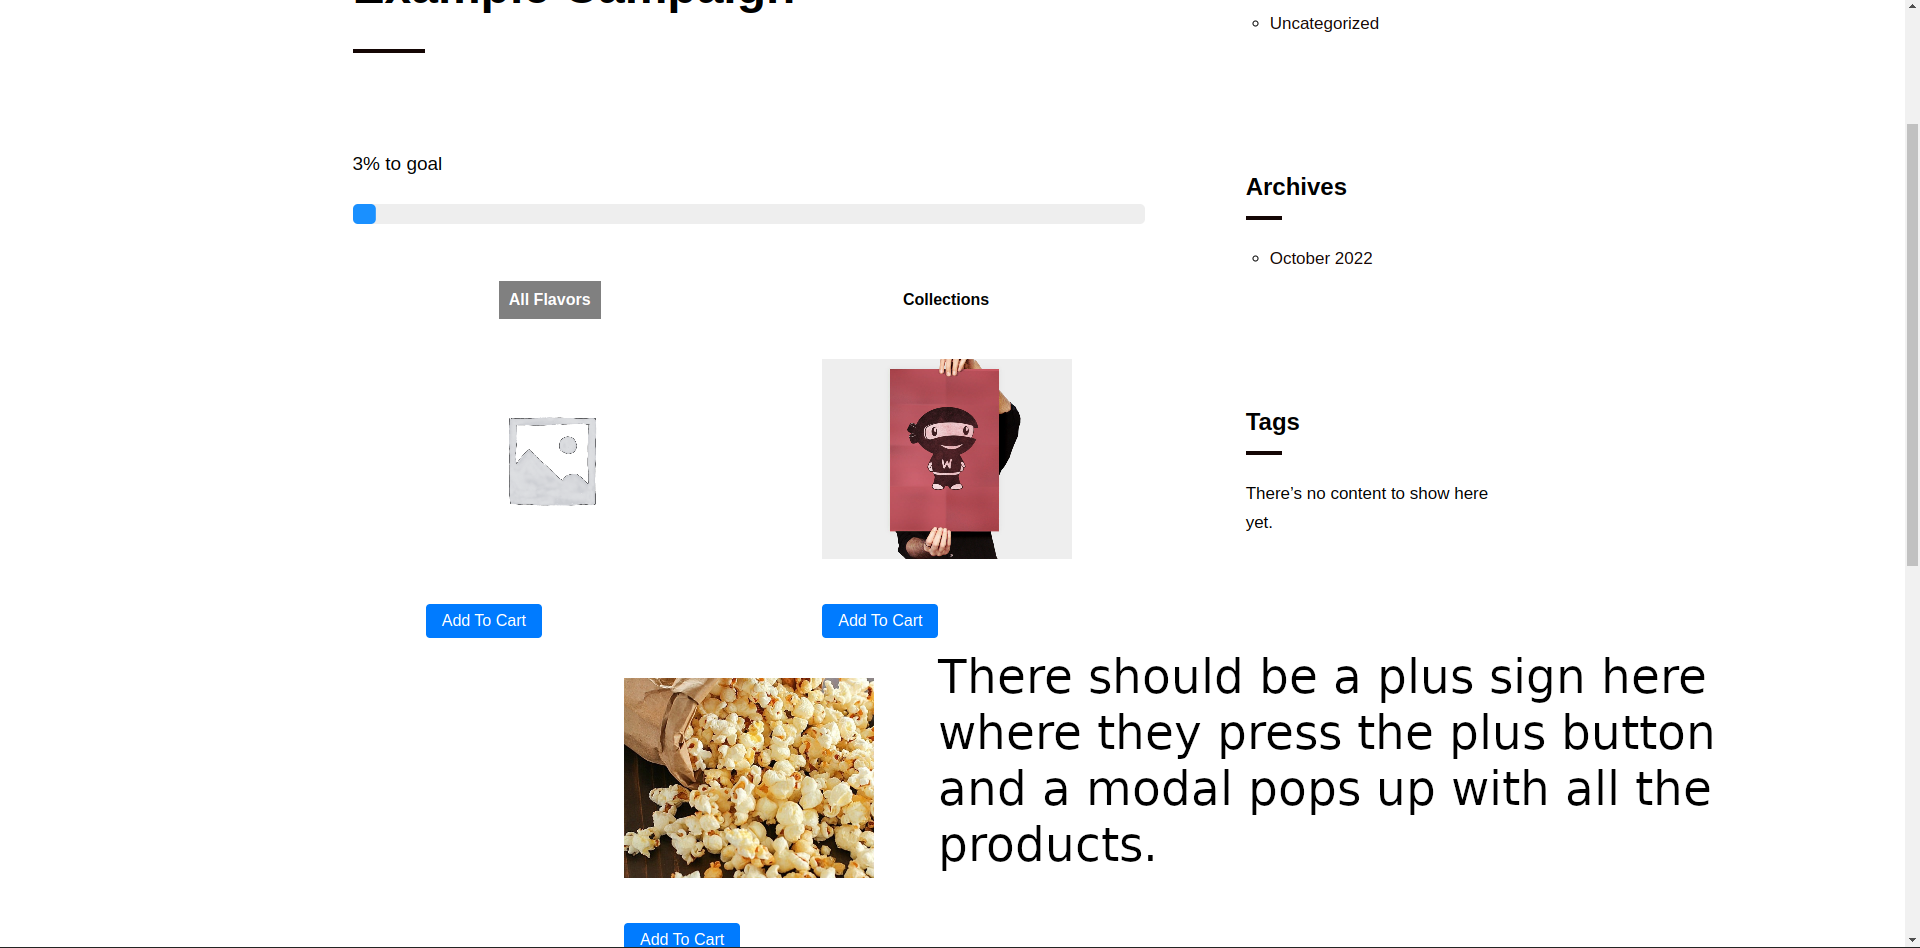 Example Campaign
Uncategorized
3% to goal
Archives
October 2022
All Flavors
Collections
W
Tags
There’s no content to show here
yet.
Add To Cart
Add To Cart
There should be a plus sign here
where they press the plus button
and a modal pops up with all the
products.
Add To Cart